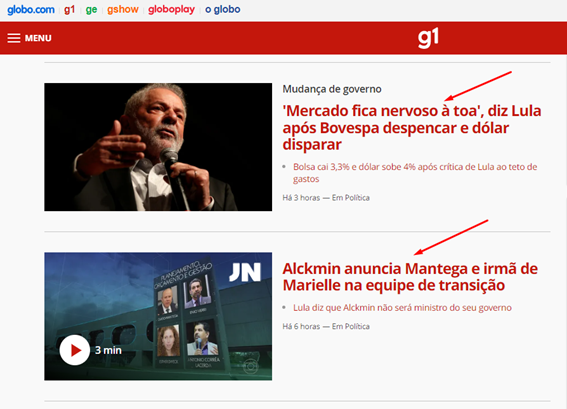 globo.com g1 ge gshow globoplay o globo
MENU
g1
Mudança de governo
'Mercado fica nervoso à toa', diz Lula
após Bovespa despencar e dólar
disparar
Bolsa cai 3,3% e dólar sobe 4% após crítica de Lula ao teto de
gastos
Há 3 horas — Em Política
PLANEJAMENTO,
ORÇAMENTO E GESTÃO
JN
3 min
Alckmin anuncia Mantega e irmã de
Marielle na equipe de transição
Lula diz que Alckmin não será ministro do seu governo
Há 6 horas — Em Política